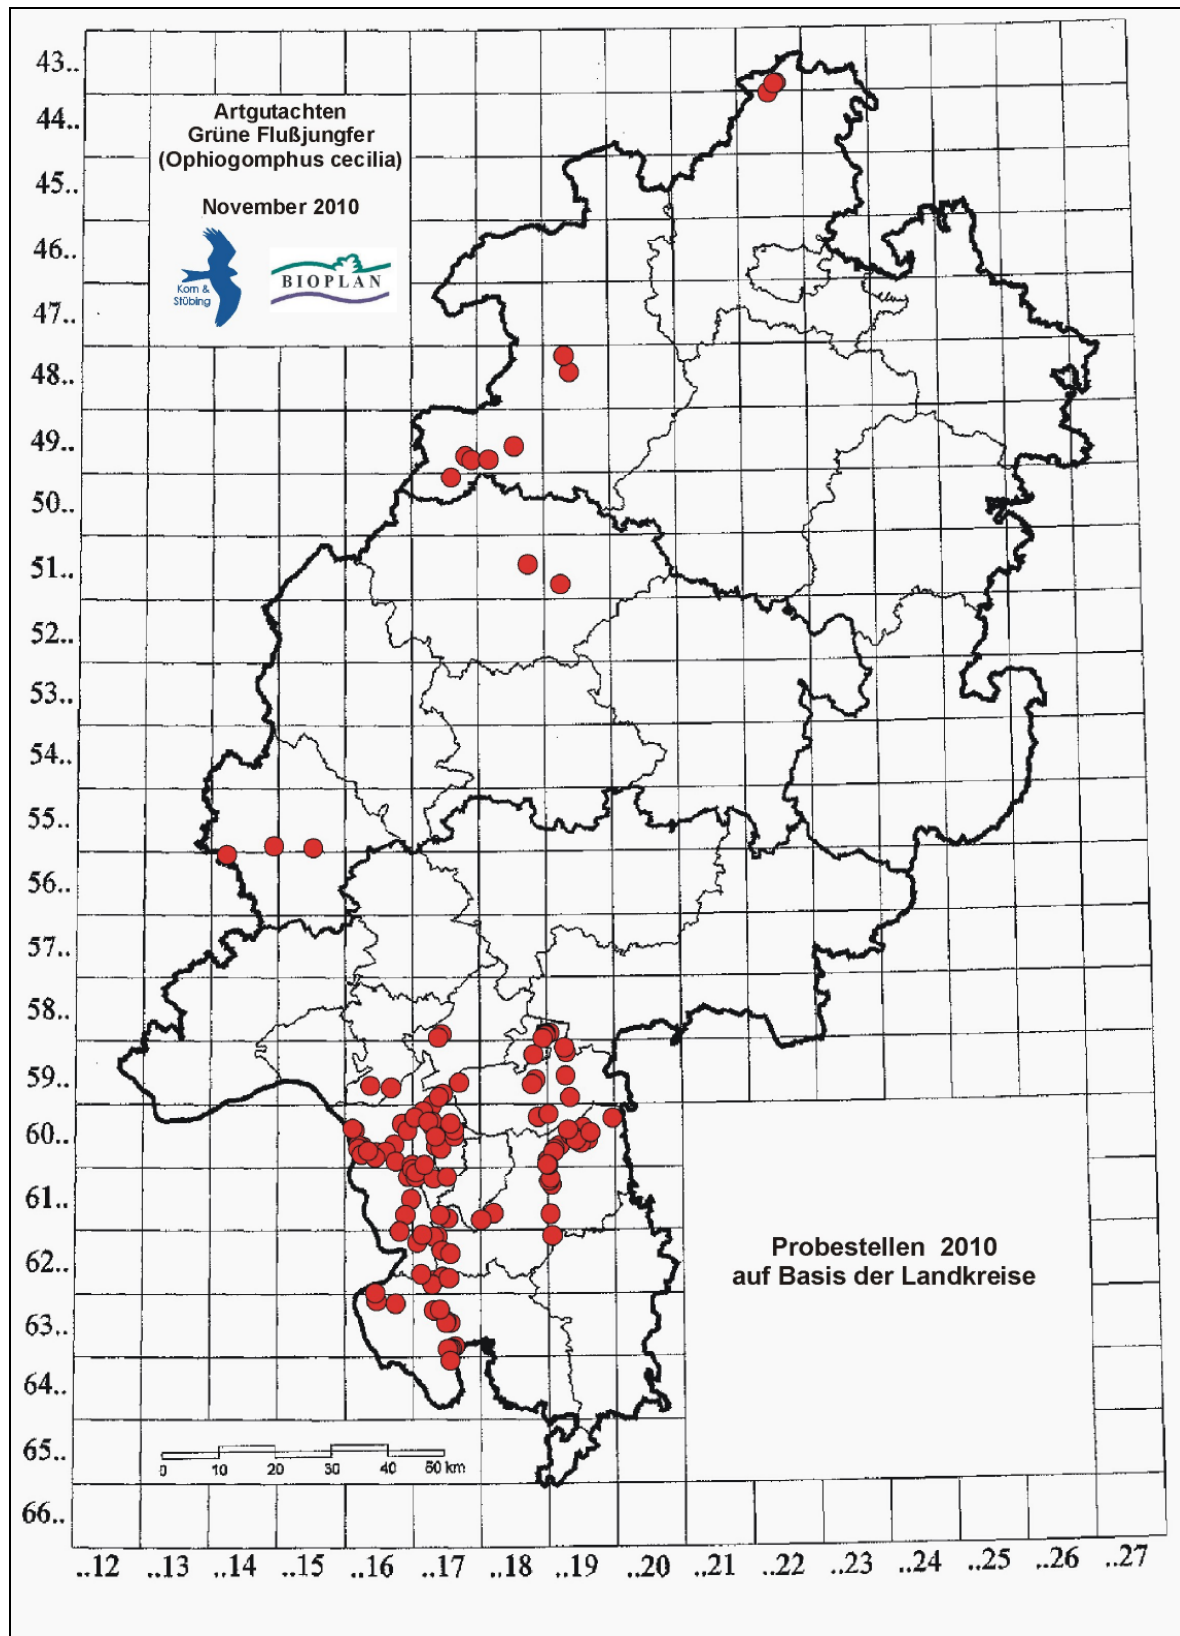 Artgutachten
Grüne Flußjungfer
(Ophiogomphus cecilia)
November 2010
Korn &
Stübing
BIOPLAN
43..
44..
45..
46..
47..
48..
49..
50..
51..
52..
53..
54..
55..
56..
57..
58..
59..
60..
61..
62..
63..
64..
65..
66..
Probestellen 2010
auf Basis der Landkreise
0 10 20 30 40 50 km
..12 ..13 ..14 ..15 ..16 ..17 ..18 ..19 ..20 ..21 ..22 ..23 ..24 ..25 ..26 ..27